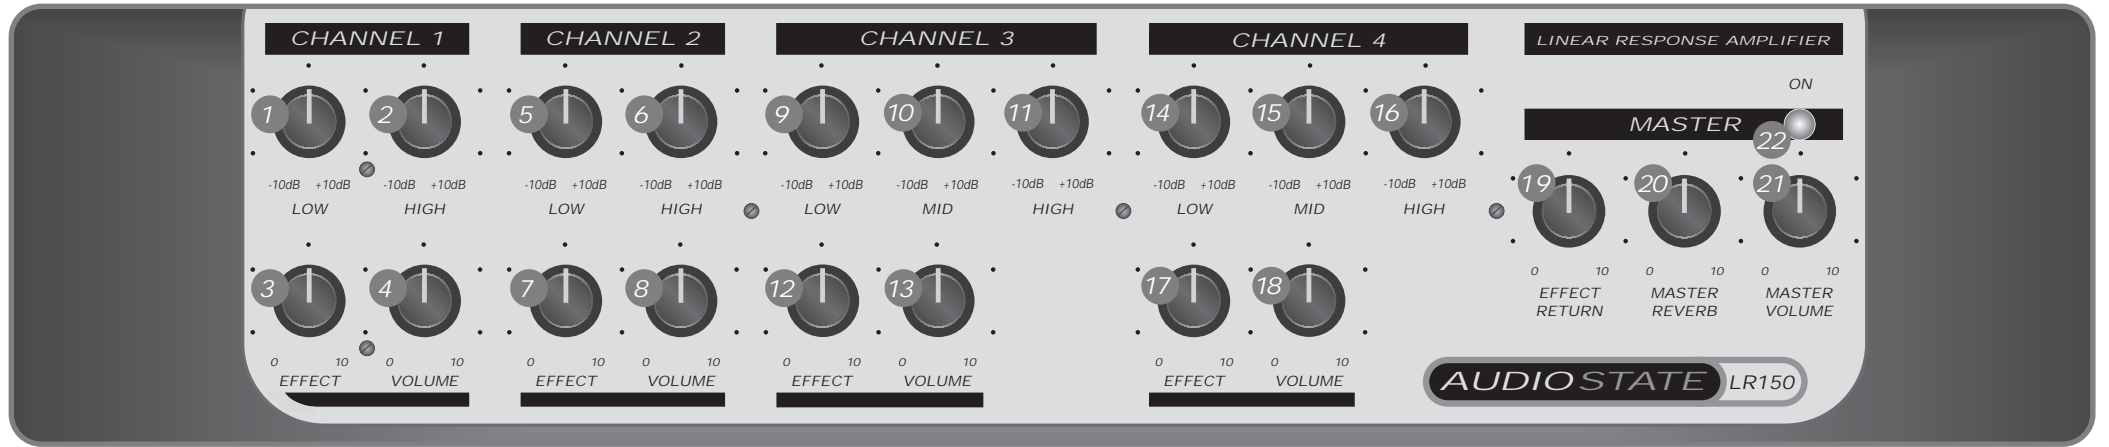 CHANNEL 1
1
2
-10dB +10dB
-10dB +10dB
LOW
HIGH
3
4
0 10
0 10
EFFECT
VOLUME
CHANNEL 2
5
6
-10dB +10dB
-10dB +10dB
LOW
HIGH
7
8
0 10
0 10
EFFECT
VOLUME
CHANNEL 3
9
10
11
-10dB +10dB
-10dB +10dB
-10dB +10dB
LOW
MID
HIGH
12
13
0 10
0 10
EFFECT
VOLUME
CHANNEL 4
14
15
16
-10dB +10dB
-10dB +10dB
-10dB +10dB
LOW
MID
HIGH
17
18
0 10
0 10
EFFECT
VOLUME
LINEAR RESPONSE AMPLIFIER
ON
MASTER
22
19
20
21
0 10
0 10
0 10
EFFECT
RETURN
MASTER
REVERB
MASTER
VOLUME
AUDIOSTATE LR150